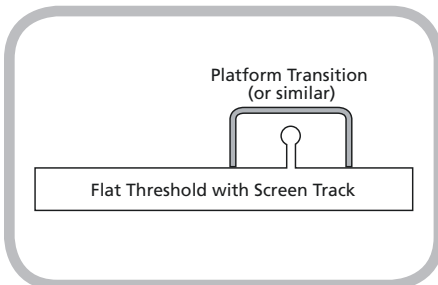 Platform Transition
(or similar)
Flat Threshold with Screen Track